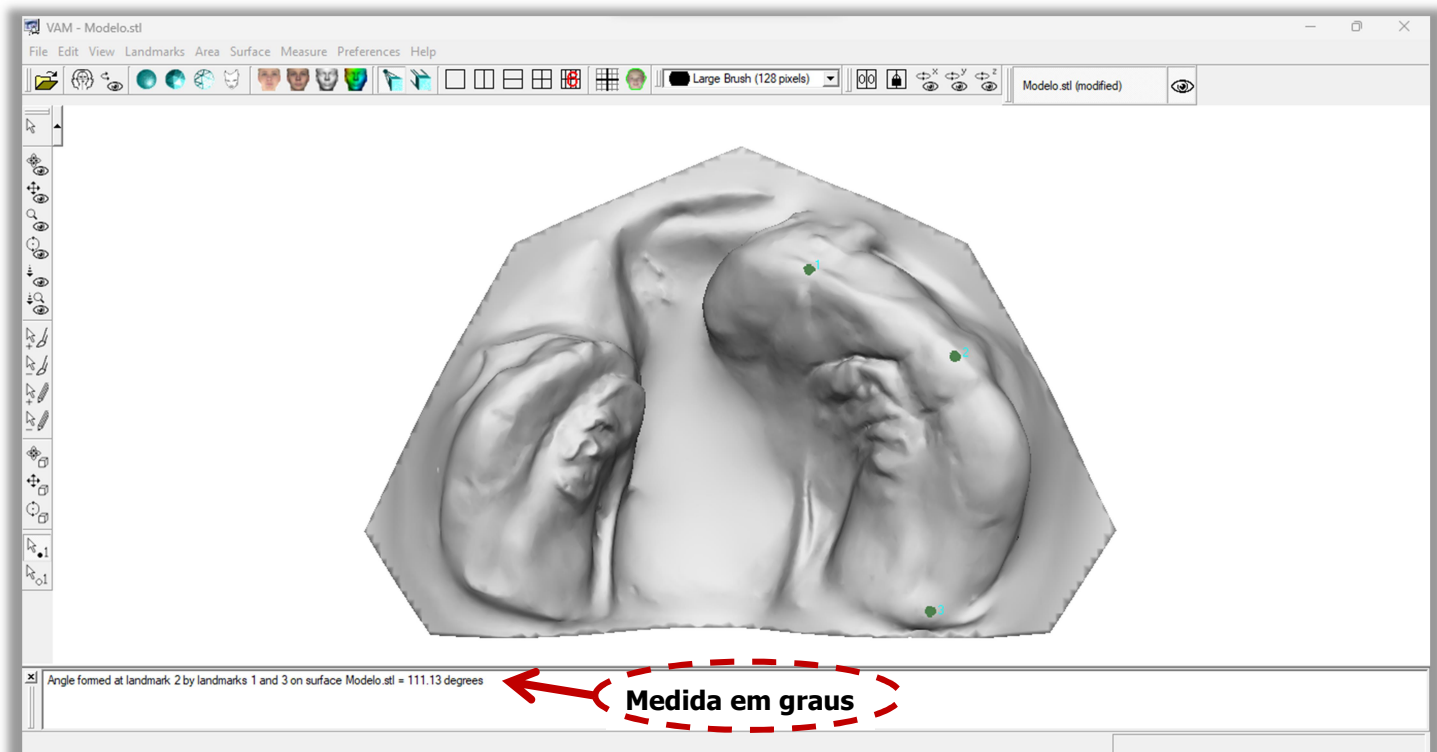 VAM - Modelo.stl
File Edit View Landmarks Area Surface Measure Preferences Help
Large Brush (128 pixels)
x
y
z
Modelo.stl (modified)
1
2
3
1
1
Angle formed at landmark 2 by landmarks 1 and 3 on surface Modelo.stl = 111.13 degrees
Medida em graus